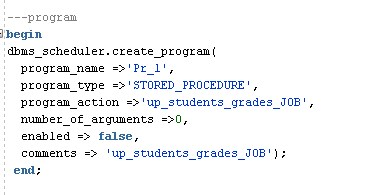 ---program
begin
dbms_scheduler.create_program(
program_name =>'Pr_1',
program_type =>'STORED_PROCEDURE',
program_action =>'up_students_grades_JOB',
number_of_arguments =>0,
enabled => false,
comments => 'up_students_grades_JOB');
end;